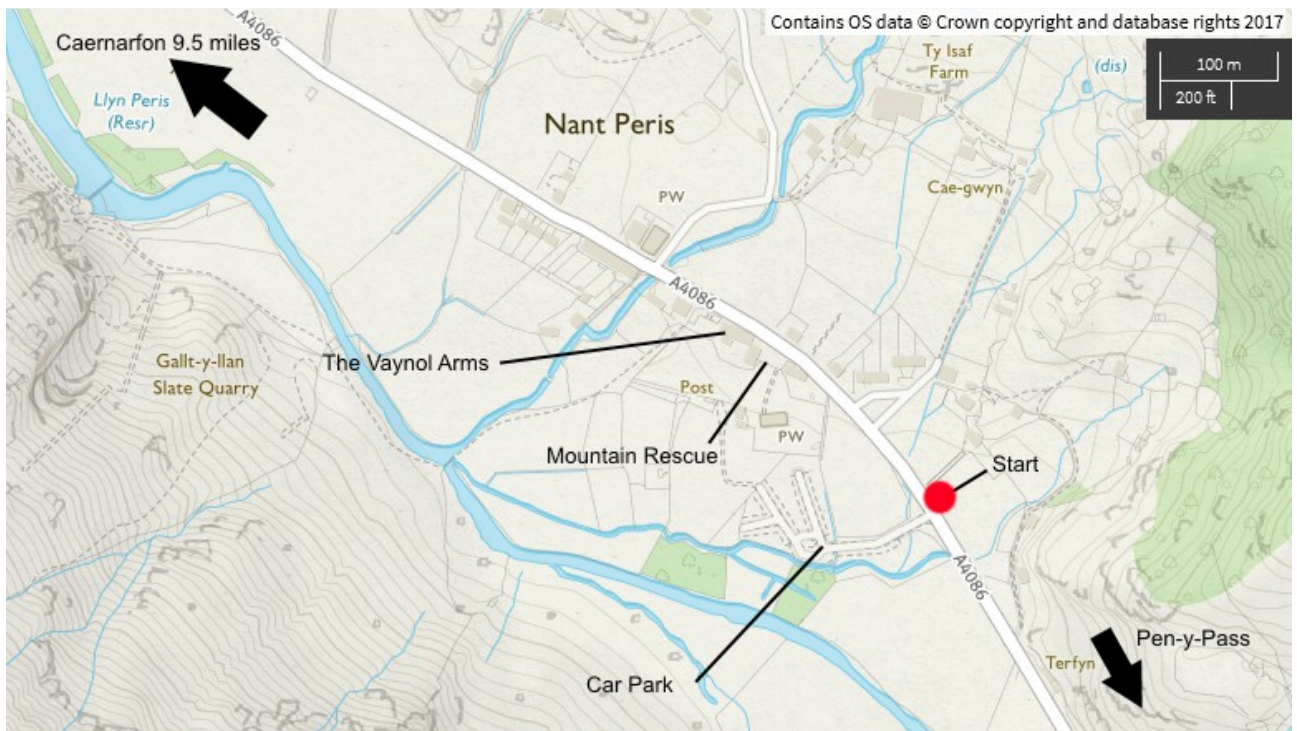 Contains OS data © Crown copyright and database rights 2017
A4086
Caernarfon 9.5 miles
Ty Isaf
Farm
(dis)
100 m
200 ft
Llyn Peris
(Resr)
Nant Peris
PW
Cae-gwyn
A4086
Gallt-y-llan
Slate Quarry
The Vaynol Arms
Post
PW
Mountain Rescue
Start
A4086
Pen-y-Pass
Terfyn
Car Park